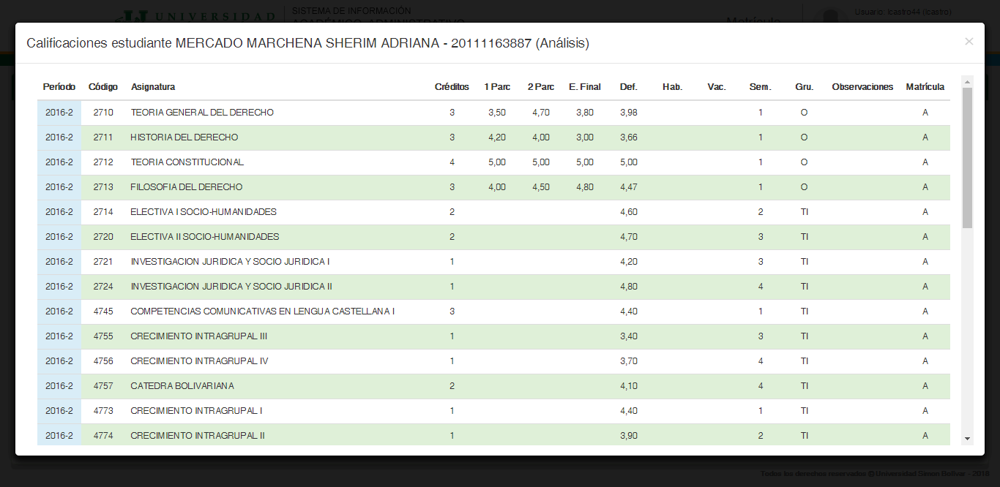 UNIVERSIDAD
SISTEMA DE INFORMACIÓN
ACADÉMICO ADMINISTRATIVO
Matrícula
Usuario: lcastro44 (lcastro)
Calificaciones estudiante MERCADO MARCHENA SHERIM ADRIANA - 20111163887 (Análisis) ×
Período Código Asignatura Créditos 1 Parc 2 Parc E. Final Def. Hab. Vac. Sem. Gru. Observaciones Matrícula
2016-2 2710 TEORIA GENERAL DEL DERECHO 3 3,50 4,70 3,80 3,98 1 O A
2016-2 2711 HISTORIA DEL DERECHO 3 4,20 4,00 3,00 3,66 1 O A
2016-2 2712 TEORIA CONSTITUCIONAL 4 5,00 5,00 5,00 5,00 1 O A
2016-2 2713 FILOSOFIA DEL DERECHO 3 4,00 4,50 4,80 4,47 1 O A
2016-2 2714 ELECTIVA I SOCIO-HUMANIDADES 2 4,60 2 TI A
2016-2 2720 ELECTIVA II SOCIO-HUMANIDADES 2 4,70 3 TI A
2016-2 2721 INVESTIGACION JURIDICA Y SOCIO JURIDICA I 1 4,20 3 TI A
2016-2 2724 INVESTIGACION JURIDICA Y SOCIO JURIDICA II 1 4,80 4 TI A
2016-2 4745 COMPETENCIAS COMUNICATIVAS EN LENGUA CASTELLANA I 3 4,40 1 TI A
2016-2 4755 CRECIMIENTO INTRAGRUPAL III 1 3,40 3 TI A
2016-2 4756 CRECIMIENTO INTRAGRUPAL IV 1 3,70 4 TI A
2016-2 4757 CATEDRA BOLIVARIANA 2 4,10 4 TI A
2016-2 4773 CRECIMIENTO INTRAGRUPAL I 1 4,40 1 TI A
2016-2 4774 CRECIMIENTO INTRAGRUPAL II 1 3,90 2 TI A
Todos los derechos reservados © Universidad Simón Bolívar - 2016